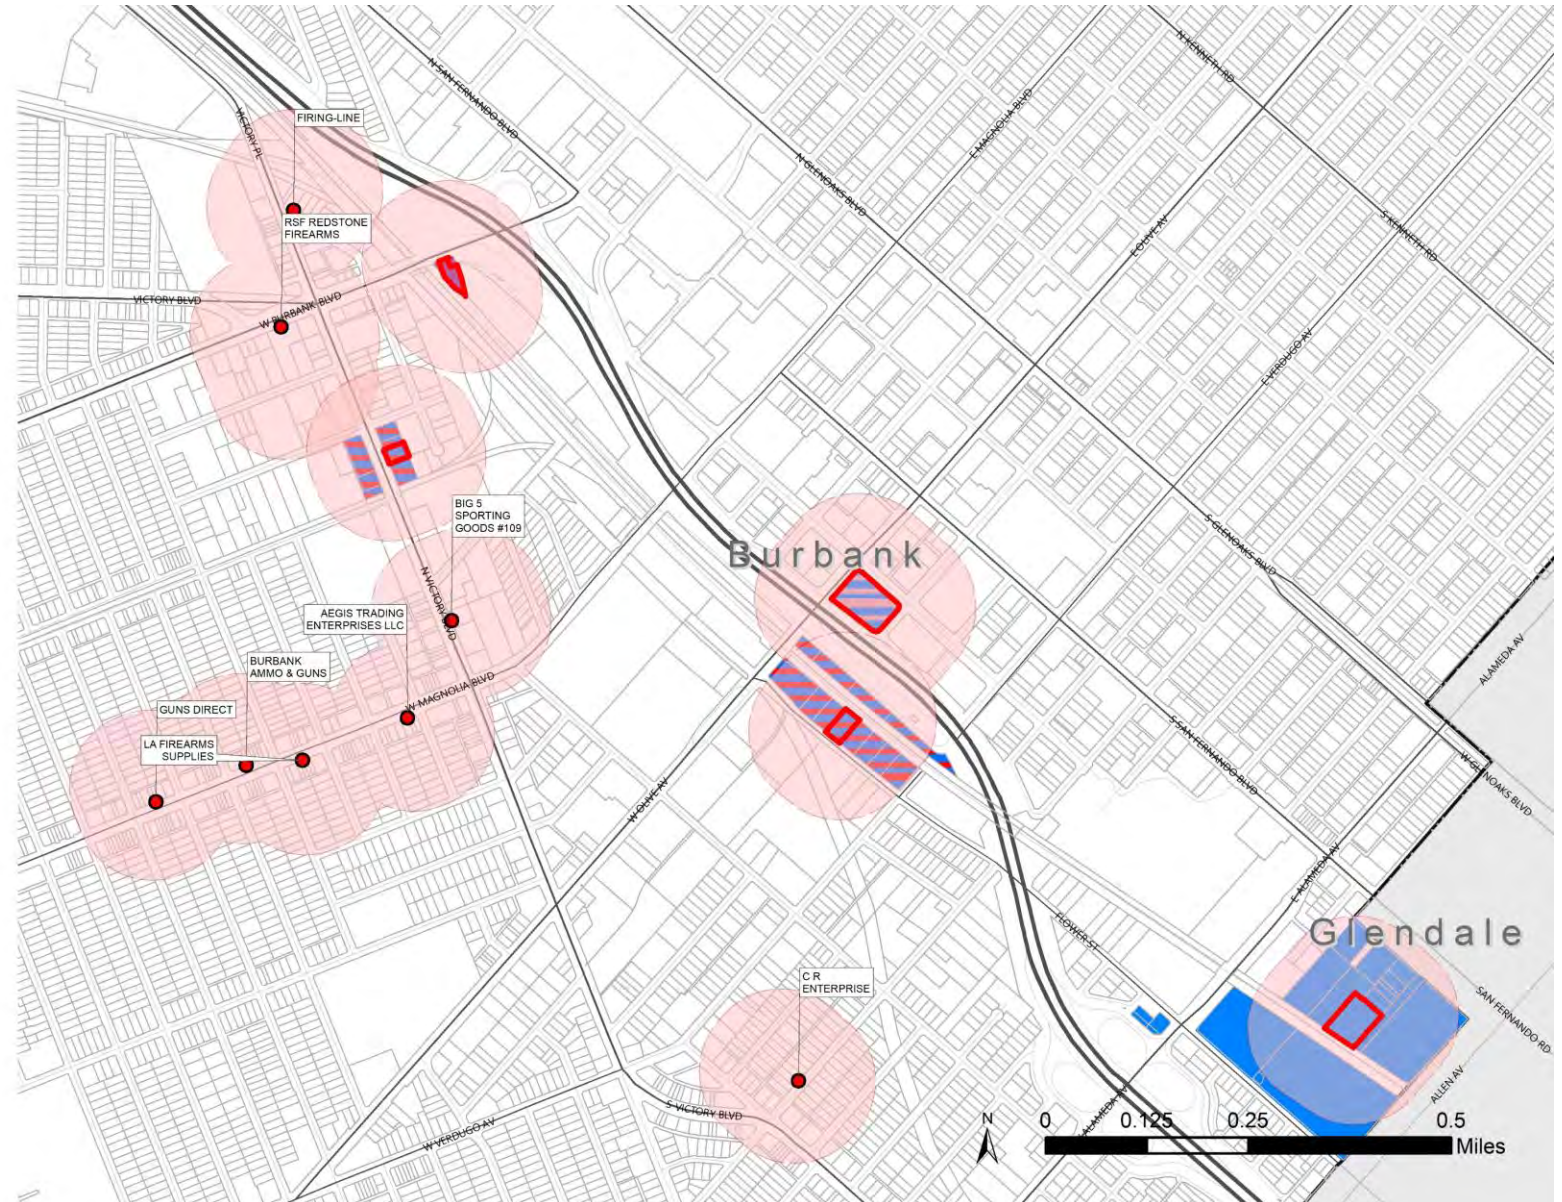 N KENNETH RD
N SAN FERNANDO BLVD
E MAGNOLIA BLVD
FIRING-LINE
VICTORY PL
N GLENOAKS BLVD
S KENNETH RD
RSF REDSTONE
FIREARMS
E OLIVE AV
VICTORY BLVD
W BURBANK BLVD
E VERDUGO AV
BIG 5
SPORTING
GOODS #109
Burbank
S GLENOAKS BLVD
N VICTORY BLVD
AEGIS TRADING
ENTERPRISES LLC
BURBANK
AMMO & GUNS
ALAMEDA AV
W MAGNOLIA BLVD
GUNS DIRECT
LA FIREARMS
SUPPLIES
S SAN FERNANDO BLVD
W GLENOAKS BLVD
W OLIVE AV
E ALAMEDA AV
FLOWER ST
Glendale
C R
ENTERPRISE
SAN FERNANDO RD
ALLEN AV
S VICTORY BLVD
W VERDUGO AV
ALAMEDA AV
N
0 0.125 0.25 0.5
Miles